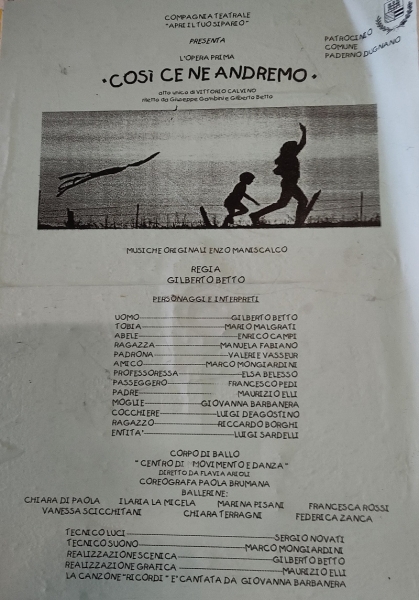 COMPAGNIA TEATRALE
"APRI IL TUO SIPARIO"
PRESENTA
PATROCINIO
COMUNE
PADERNO DUGNANO
L'OPERA PRIMA
•COSÌ CE NE ANDREMO•
atto unico di VITTORIO CALVINO
riletto da Giuseppe Gambini e Gilberto Betto
MUSICHE ORIGINALI ENZO MANISCALCO
REGIA
GILBERTO BETTO
PERSONAGGI E INTERPRETI
UOMO GILBERTO BETTO
TOBIA MARIO MALGRATI
ABELE ENRICO CAMPI
RAGAZZA MANUELA FABIANO
PADRONA VALERIE VASSEUR
AMICO MARCO MONGIARDINI
PROFESSORESSA ELSA BELESSO
PASSEGGERO FRANCESCO PEDI
PADRE MAURIZIO ELLI
MOGLIE GIOVANNA BARBANERA
COCCHIERE LUIGI DEAGOSTINO
RAGAZZO RICCARDO BORGHI
ENTITA' LUIGI SARDELLI
CORPO DI BALLO
"CENTRO DI MOVIMENTO E DANZA"
DIRETTO DA FLAVIA ARIOLI
COREOGRAFA PAOLA BRUMANA
BALLERINE:
CHIARA DI PAOLA ILARIA LA MICELA MARINA PISANI FRANCESCA ROSSI
VANESSA SCICCHITANI CHIARA TERRAGNI FEDERICA ZANCA
TECNICO LUCI SERGIO NOVATI
TECNICO SUONO MARCO MONGIARDINI
REALIZZAZIONE SCENICA GILBERTO BETTO
REALIZZAZIONE GRAFICA MAURIZIO ELLI
LA CANZONE "RICORDI" E' CANTATA DA GIOVANNA BARBANERA